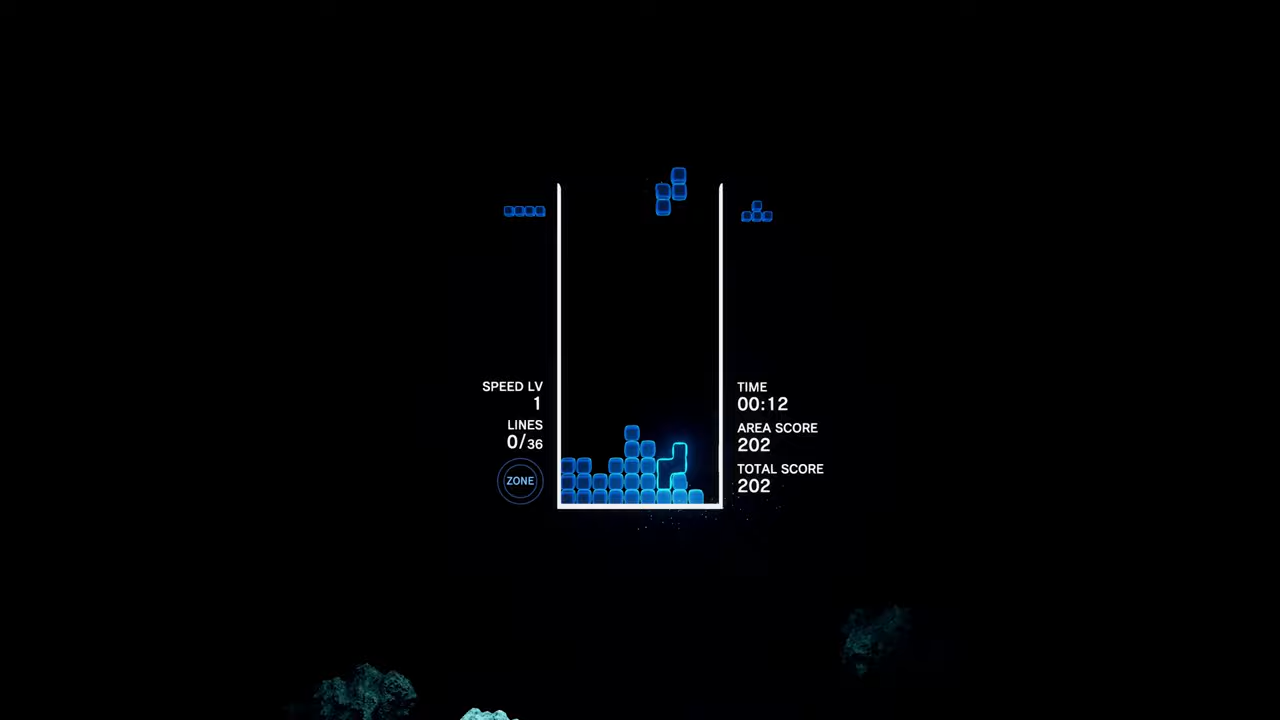 SPEED LV
1
LINES
0/36
ZONE
TIME
00:12
AREA SCORE
202
TOTAL SCORE
202